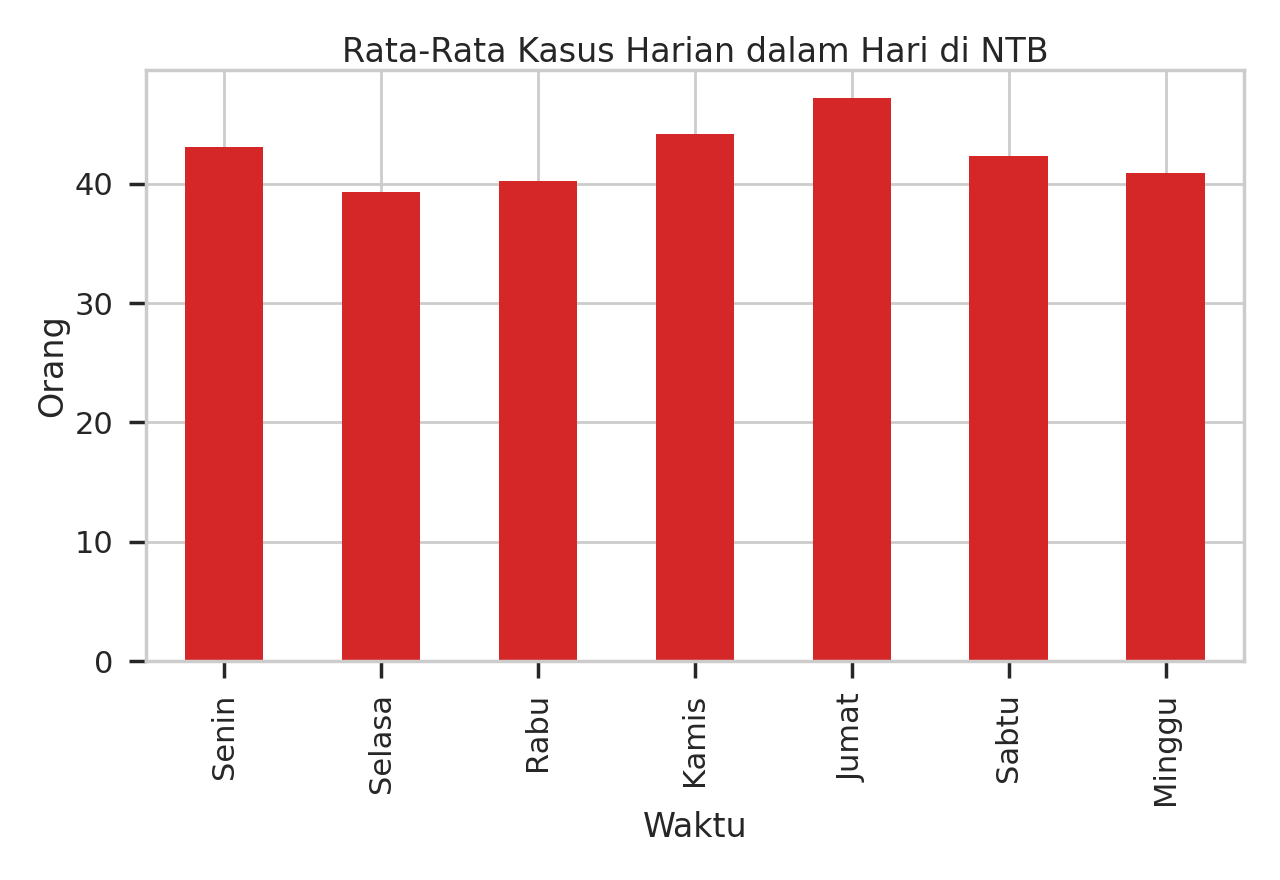 Rata-Rata Kasus Harian dalam Hari di NTB
Orang
40
30
20
10
0
Senin
Selasa
Rabu
Kamis
Jumat
Sabtu
Minggu
Waktu